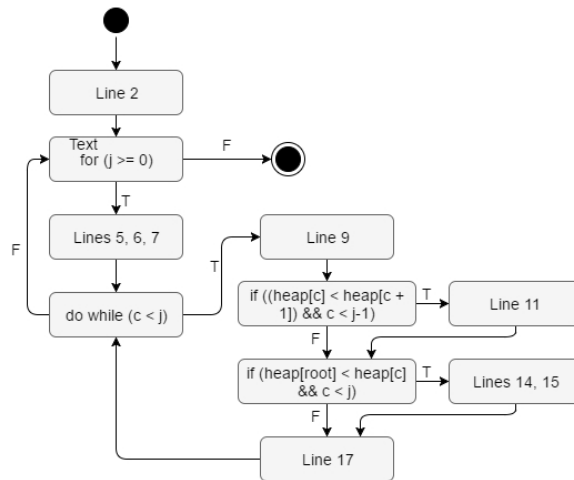 Line 2
Text
for (j >= 0)
F
T
Lines 5, 6, 7
Line 9
F
T
do while (c < j)
if ((heap[c] < heap[c +
1]) && c < j-1)
T
Line 11
F
if (heap[root] < heap[c]
&& c < j)
T
Lines 14, 15
F
Line 17